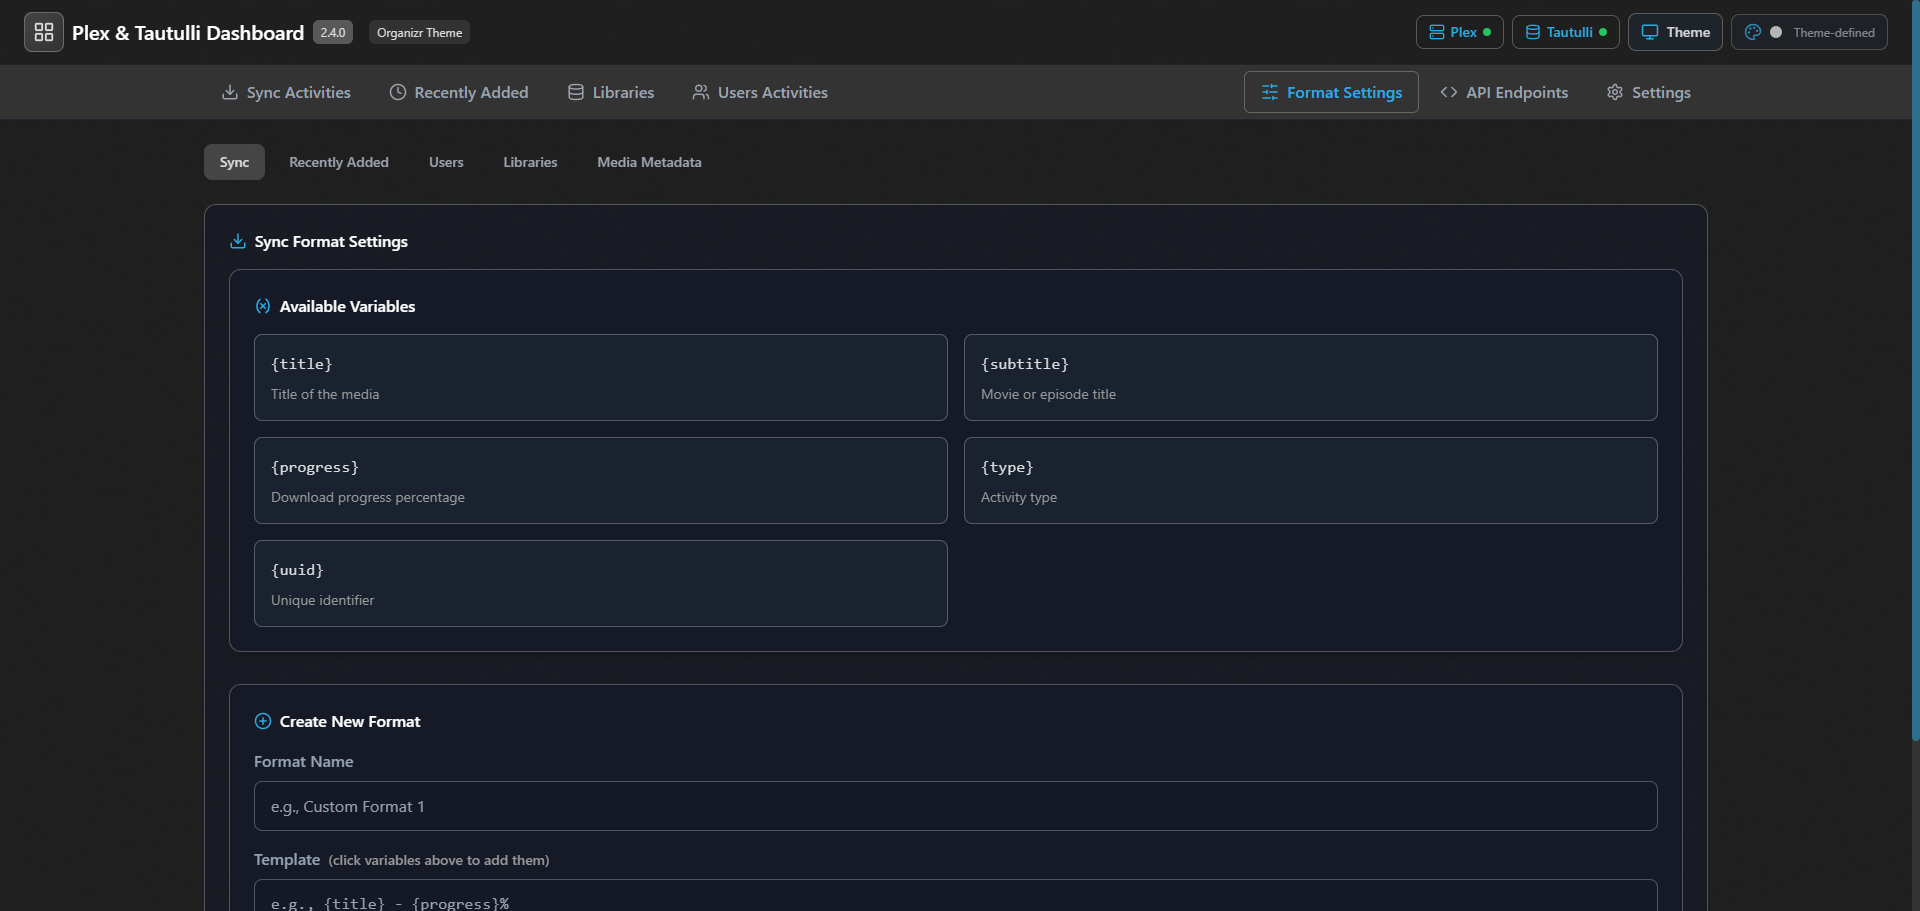 Plex & Tautulli Dashboard 2.4.0 Organizr Theme Plex Tautulli Theme Theme-defined
Sync Activities Recently Added Libraries Users Activities Format Settings API Endpoints Settings
Sync Recently Added Users Libraries Media Metadata
Sync Format Settings
Available Variables
{title} {subtitle}
Title of the media Movie or episode title
{progress} {type}
Download progress percentage Activity type
{uuid}
Unique identifier
Create New Format
Format Name
e.g., Custom Format 1
Template (click variables above to add them)
e.g., {title} - {progress}%